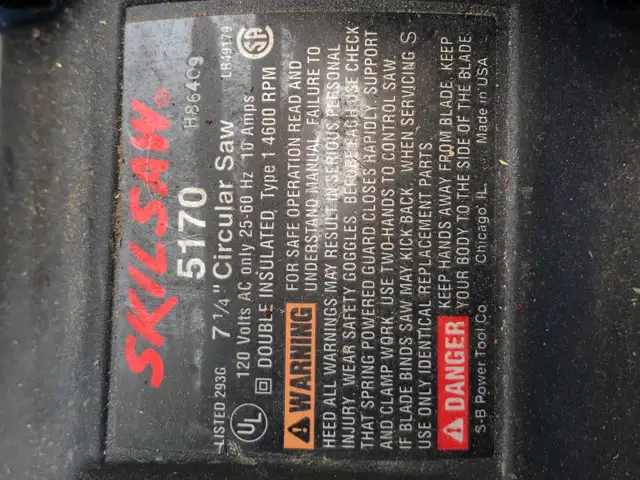 SKILSAW®
5170 H86409
7 1/4" Circular Saw LR49179
LISTED 293G 120 Volts AC only 25-60 Hz 10 Amps
UL DOUBLE INSULATED, Type 1 4600 RPM
WARNING FOR SAFE OPERATION READ AND
UNDERSTAND MANUAL. FAILURE TO
HEED ALL WARNINGS MAY RESULT IN SERIOUS PERSONAL
INJURY. WEAR SAFETY GOGGLES. BEFORE EACH USE CHECK
THAT SPRING POWERED GUARD CLOSES RAPIDLY. SUPPORT
AND CLAMP WORK. USE TWO-HANDS TO CONTROL SAW.
IF BLADE BINDS SAW MAY KICK BACK. WHEN SERVICING
USE ONLY IDENTICAL REPLACEMENT PARTS.
DANGER KEEP HANDS AWAY FROM BLADE. KEEP
YOUR BODY TO THE SIDE OF THE BLADE.
S-B Power Tool Co. Chicago, IL. Made in USA